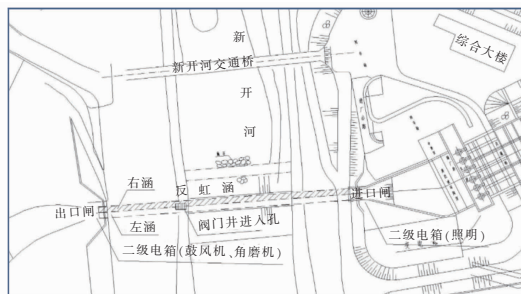 新
综合大楼
新开河交通桥
开
河
右涵
反虹涵
进口闸
出口闸
左涵
阀门井进入孔
二级电箱(照明)
二级电箱(鼓风机、角磨机)